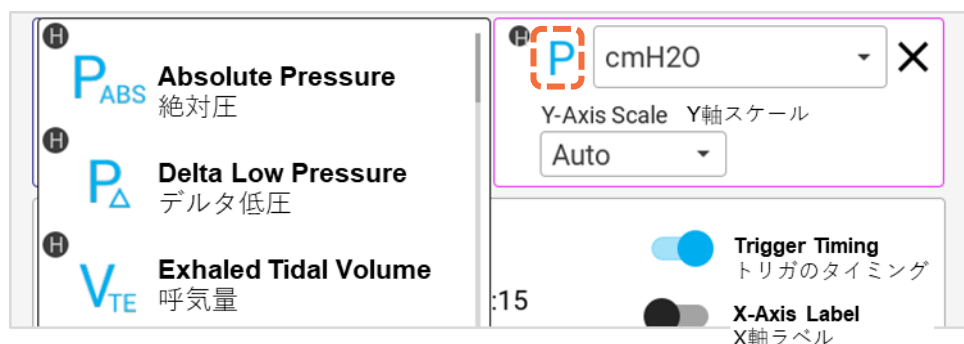 H
PABS Absolute Pressure
絶対圧
H
P△ Delta Low Pressure
デルタ低圧
H
VTE Exhaled Tidal Volume
呼気量
H P cmH2O
Y-Axis Scale Y軸スケール
Auto
Trigger Timing
トリガのタイミング
:15
X-Axis Label
X軸ラベル